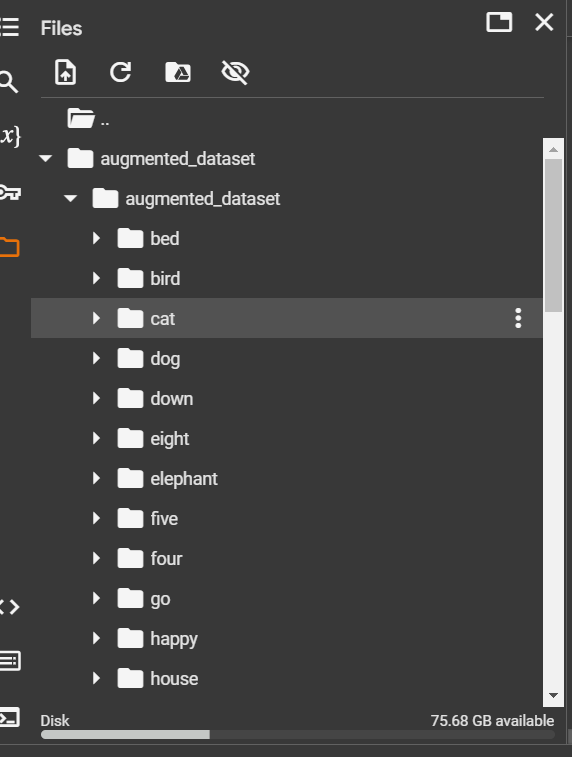 Files
..
augmented_dataset
augmented_dataset
bed
bird
cat
dog
down
eight
elephant
five
four
go
happy
house
Disk 75.68 GB available